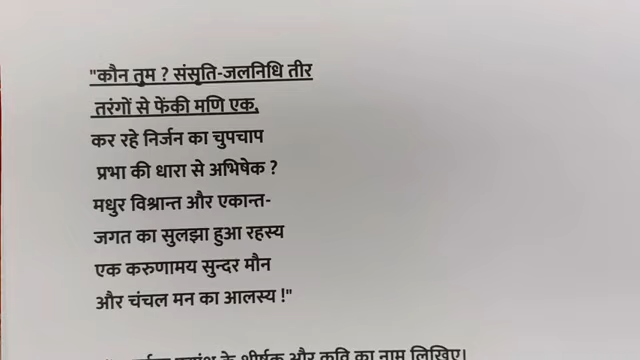 "कौन तुम ? संसृति-जलनिधि तीर
तरंगों से फेंकी मणि एक,
कर रहे निर्जन का चुपचाप
प्रभा की धारा से अभिषेक ?
मधुर विश्रान्त और एकान्त-
जगत का सुलझा हुआ रहस्य
एक करुणामय सुन्दर मौन
और चंचल मन का आलस्य !"
के शीर्षक और कवि का नाम लिखिए।